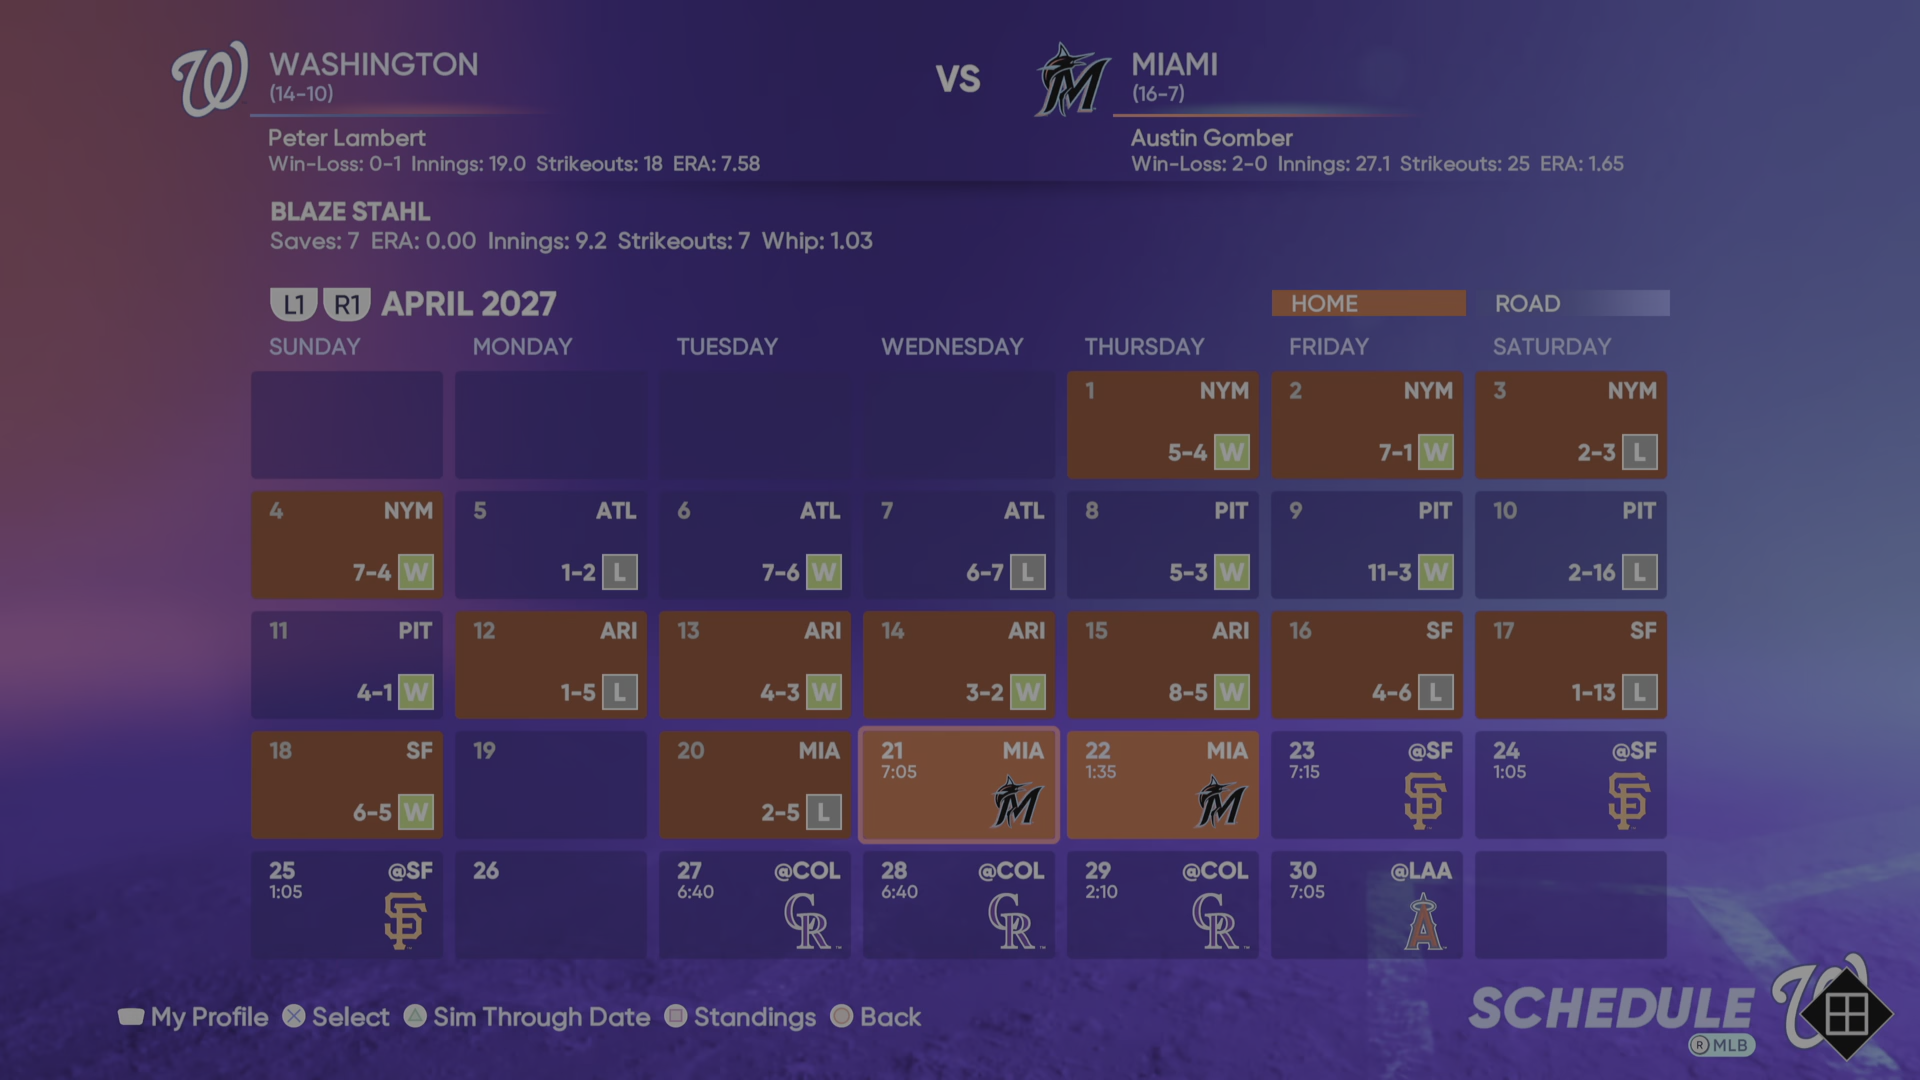 WASHINGTON
(14-10)
VS
MIAMI
(16-7)
Peter Lambert
Win-Loss: 0-1 Innings: 19.0 Strikeouts: 18 ERA: 7.58
Austin Gomber
Win-Loss: 2-0 Innings: 27.1 Strikeouts: 25 ERA: 1.65
BLAZE STAHL
Saves: 7 ERA: 0.00 Innings: 9.2 Strikeouts: 7 Whip: 1.03
L1 R1 APRIL 2027
HOME ROAD
SUNDAY MONDAY TUESDAY WEDNESDAY THURSDAY FRIDAY SATURDAY
1 NYM 2 NYM 3 NYM
5-4 W 7-1 W 2-3 L
4 NYM 5 ATL 6 ATL 7 ATL 8 PIT 9 PIT 10 PIT
7-4 W 1-2 L 7-6 W 6-7 L 5-3 W 11-3 W 2-16 L
11 PIT 12 ARI 13 ARI 14 ARI 15 ARI 16 SF 17 SF
4-1 W 1-5 L 4-3 W 3-2 W 8-5 W 4-6 L 1-13 L
18 SF 19 20 MIA 21 MIA 22 MIA 23 @SF 24 @SF
7:05 1:35 7:15 1:05
6-5 W 2-5 L
25 @SF 26 27 @COL 28 @COL 29 @COL 30 @LAA
1:05 6:40 6:40 2:10 7:05
My Profile Select Sim Through Date Standings Back
SCHEDULE
R MLB